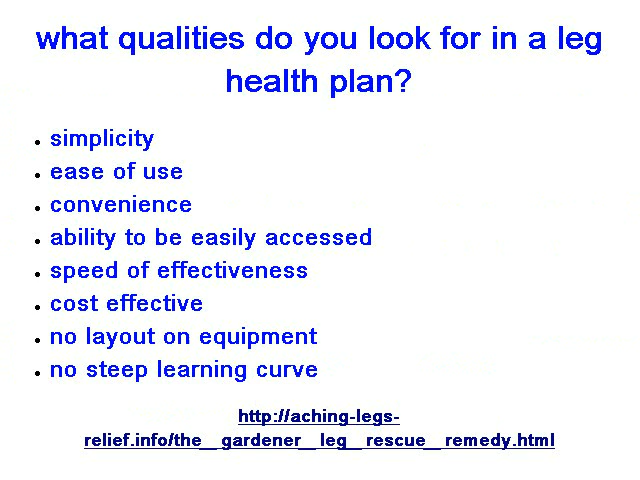 what qualities do you look for in a leg
health plan?
simplicity
ease of use
convenience
ability to be easily accessed
speed of effectiveness
cost effective
no layout on equipment
no steep learning curve
http://aching-legs-
relief.info/the__gardener__leg__rescue__remedy.html